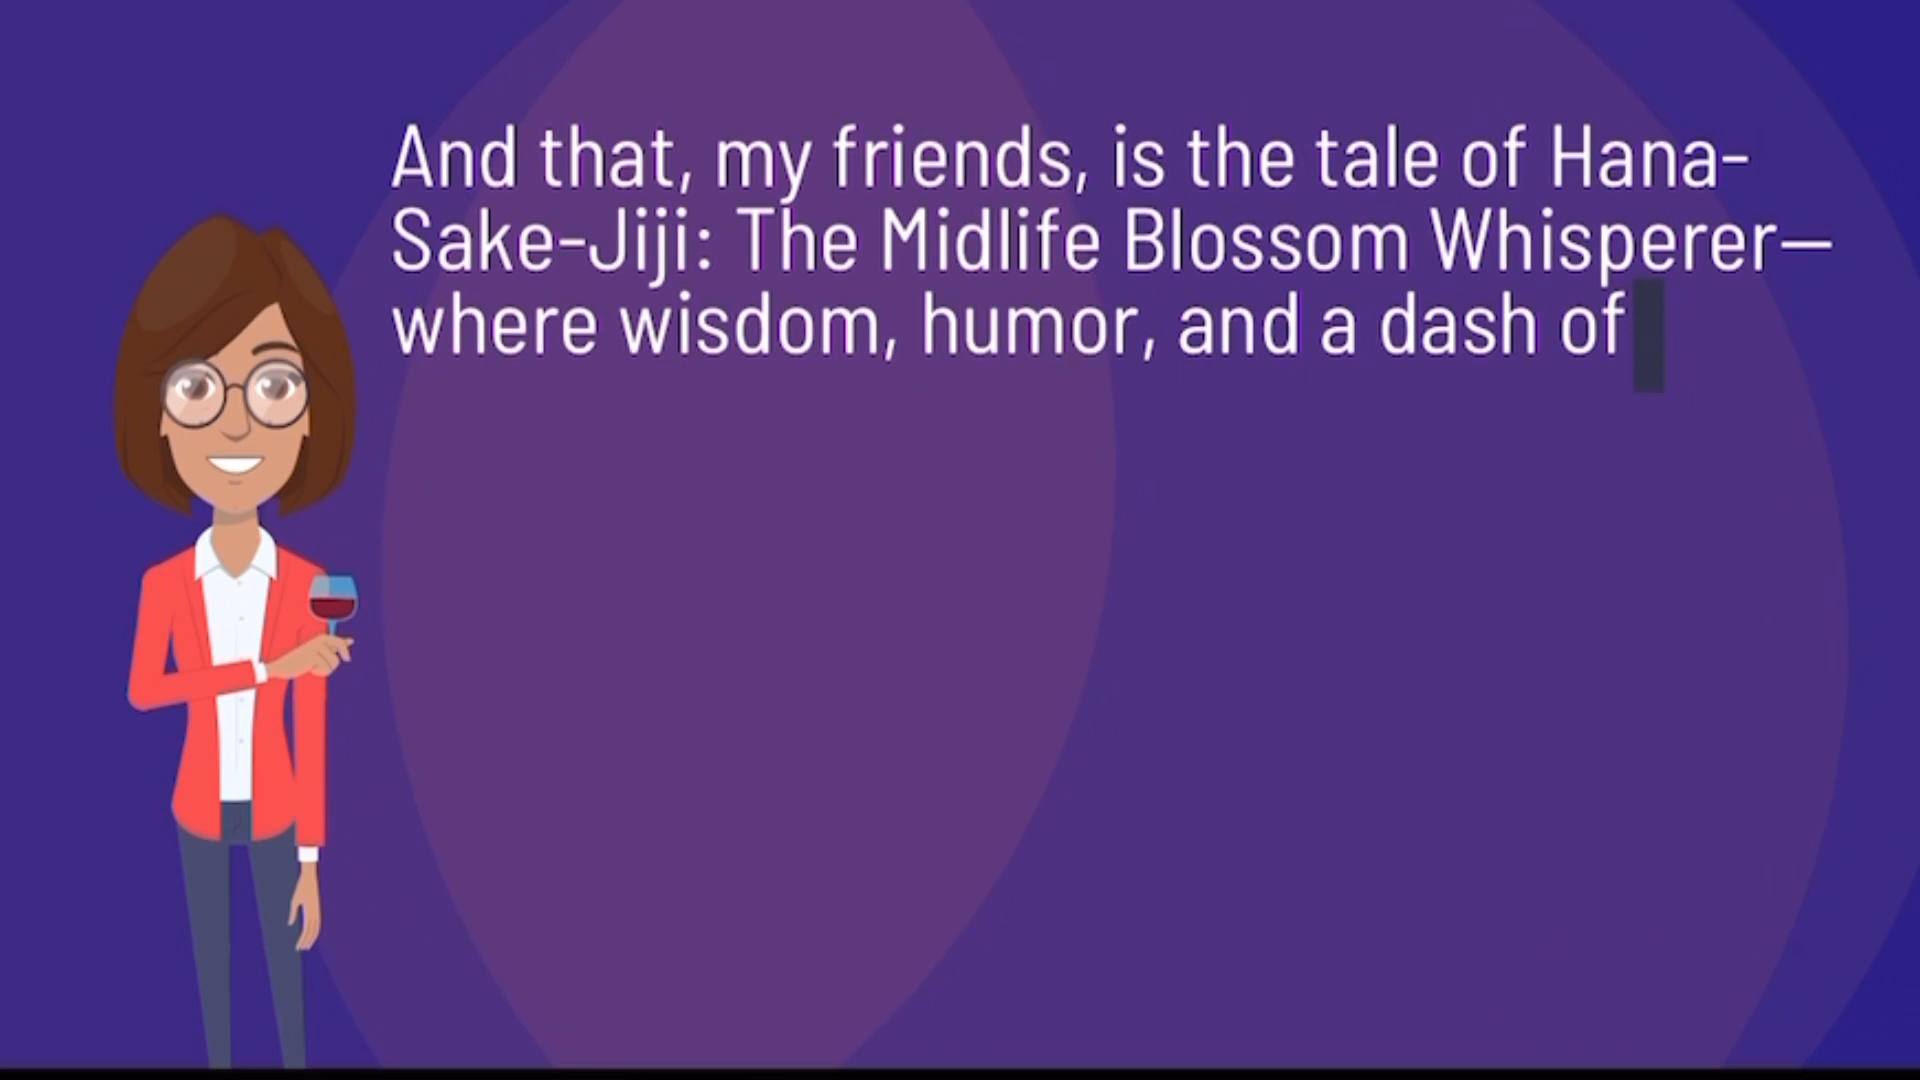 And that, my friends, is the tale of Hana-
Sake-Jiji: The Midlife Blossom Whisperer—
where wisdom, humor, and a dash of